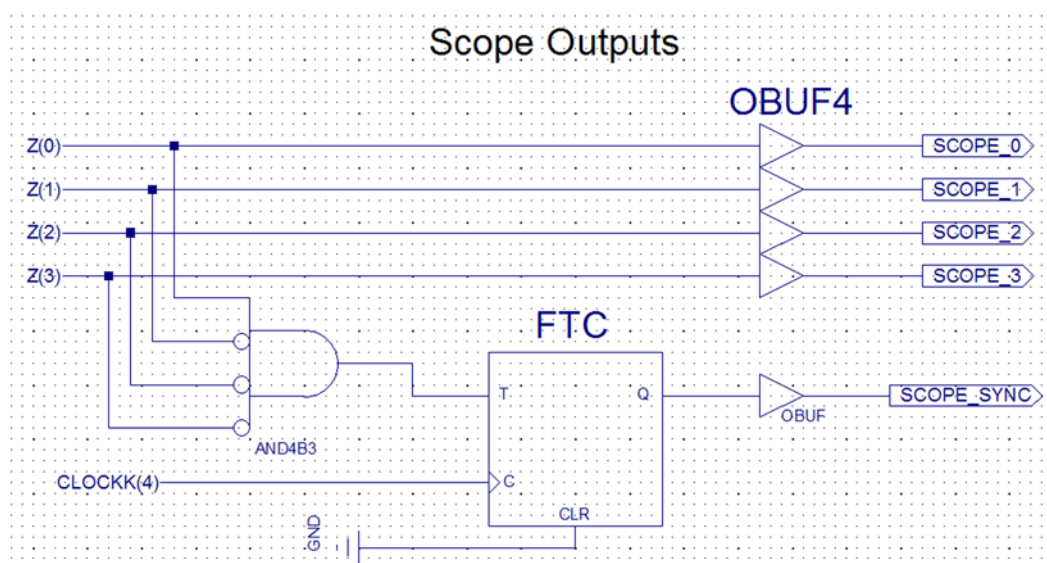 Scope Outputs
OBUF4
Z(0)
SCOPE_0
Z(1)
SCOPE_1
Z(2)
SCOPE_2
Z(3)
SCOPE_3
FTC
T
Q
SCOPE_SYNC
OBUF
AND4B3
CLOCKK(4)
C
CLR
GND